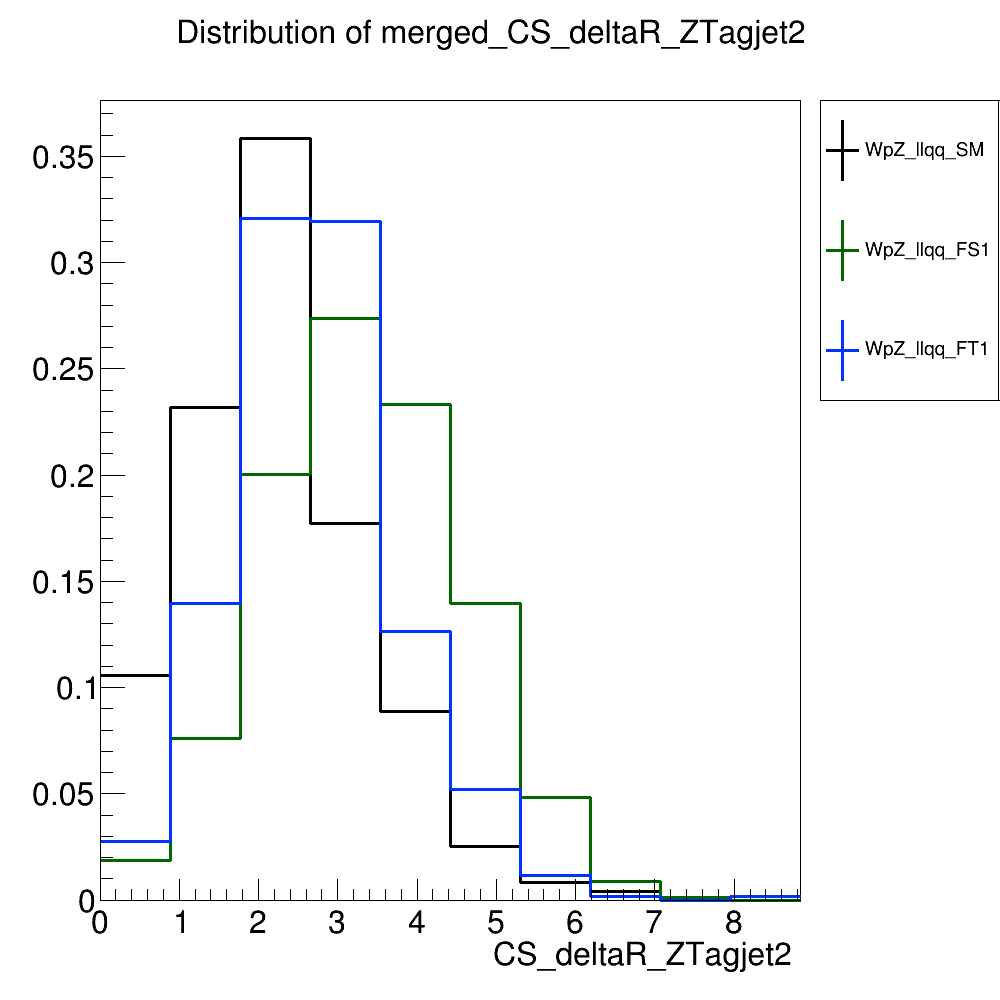 Distribution of merged_CS_deltaR_ZTagjet2
WpZ_llqq_SM
WpZ_llqq_FS1
WpZ_llqq_FT1
0.35
0.3
0.25
0.2
0.15
0.1
0.05
0
0 1 2 3 4 5 6 7 8
CS_deltaR_ZTagjet2